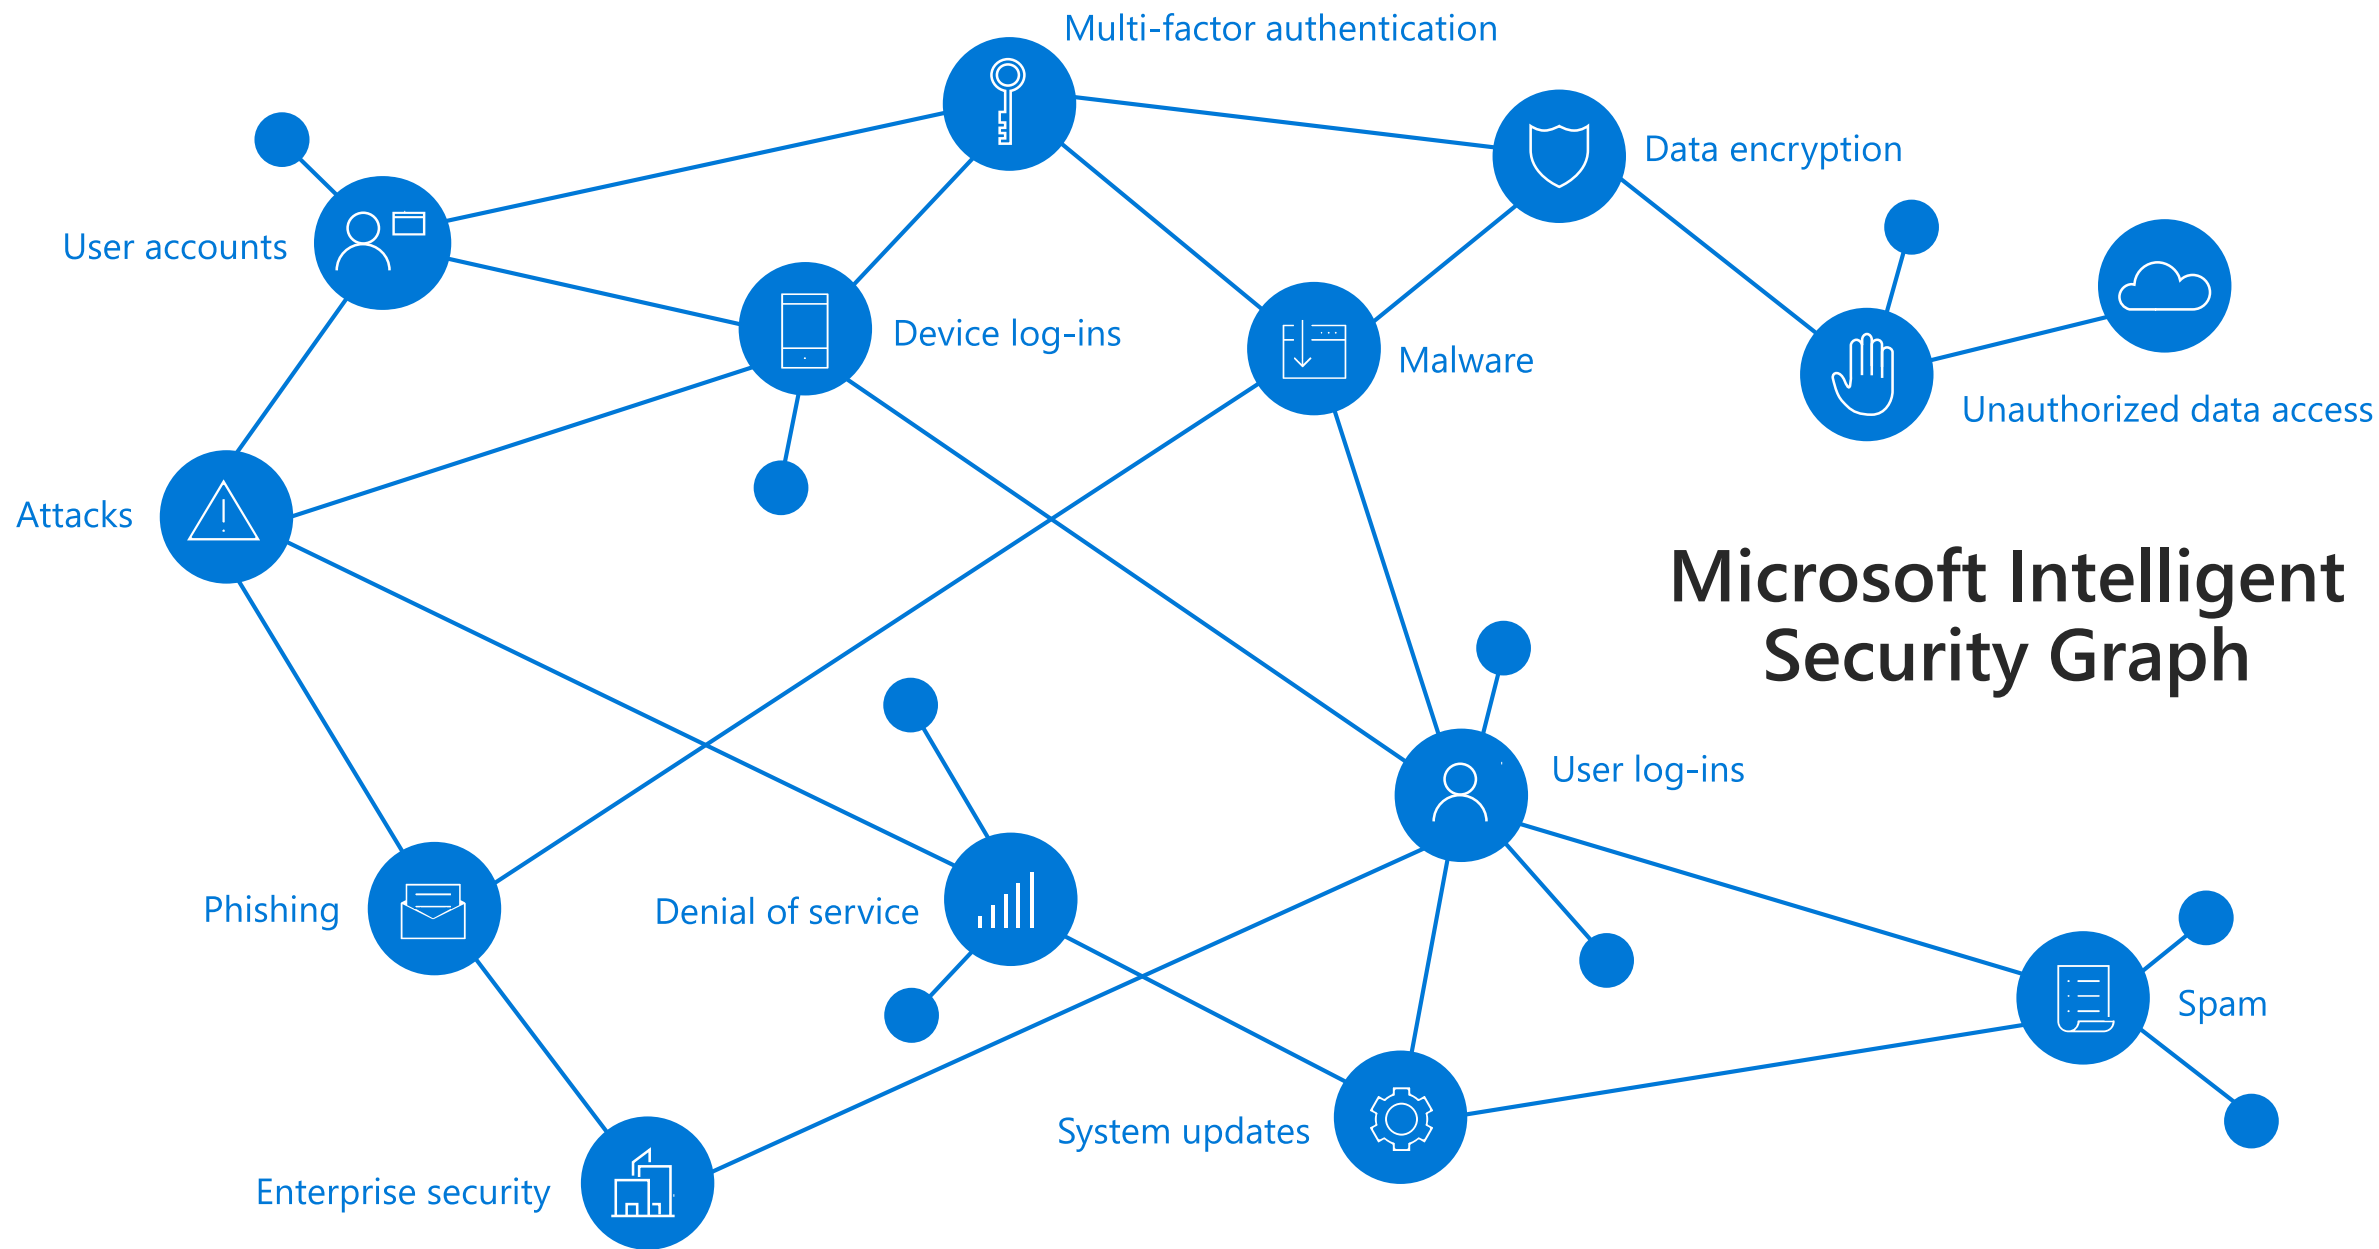 Multi-factor authentication
Data encryption
User accounts
Device log-ins
Malware
Unauthorized data access
Attacks
Microsoft Intelligent
Security Graph
User log-ins
Phishing
Denial of service
Spam
System updates
Enterprise security